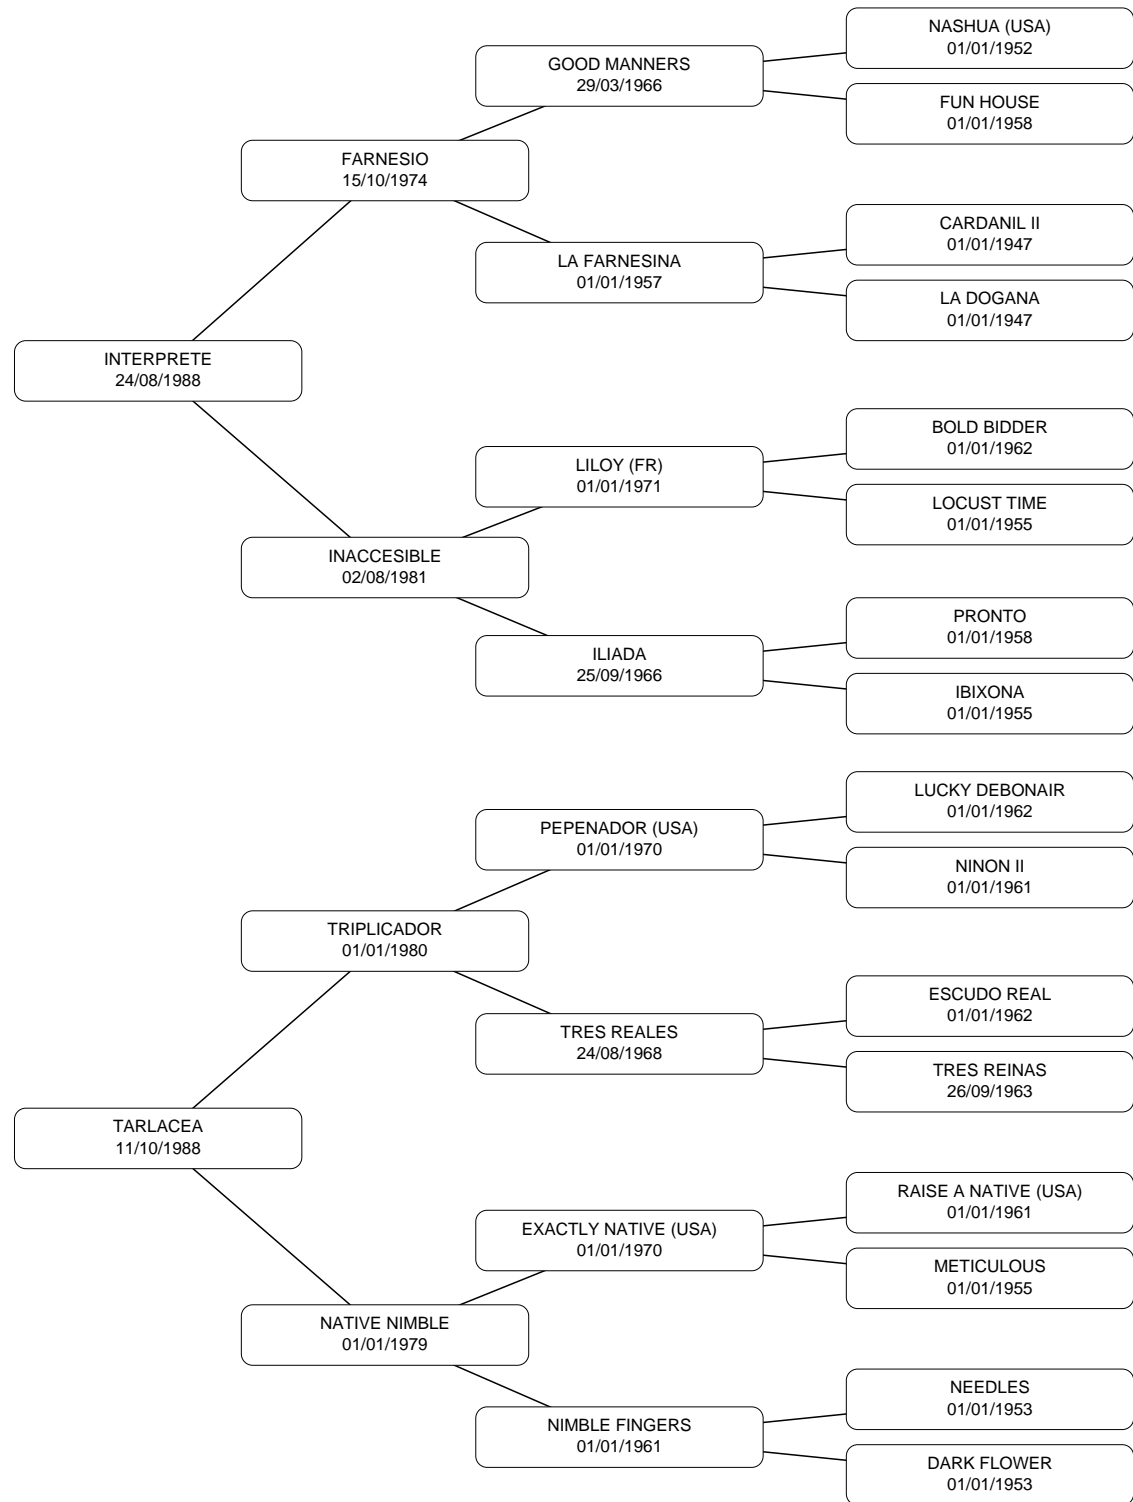 NASHUA (USA)
01/01/1952
GOOD MANNERS
29/03/1966
FUN HOUSE
01/01/1958
FARNESIO
15/10/1974
CARDANIL II
01/01/1947
LA FARNESINA
01/01/1957
LA DOGANA
01/01/1947
INTERPRETE
24/08/1988
BOLD BIDDER
01/01/1962
LILOY (FR)
01/01/1971
LOCUST TIME
01/01/1955
INACCESIBLE
02/08/1981
PRONTO
01/01/1958
ILIADA
25/09/1966
IBIXONA
01/01/1955
LUCKY DEBONAIR
01/01/1962
PEPENADOR (USA)
01/01/1970
NINON II
01/01/1961
TRIPLICADOR
01/01/1980
ESCUDO REAL
01/01/1962
TRES REALES
24/08/1968
TRES REINAS
26/09/1963
TARLACEA
11/10/1988
RAISE A NATIVE (USA)
01/01/1961
EXACTLY NATIVE (USA)
01/01/1970
METICULOUS
01/01/1955
NATIVE NIMBLE
01/01/1979
NEEDLES
01/01/1953
NIMBLE FINGERS
01/01/1961
DARK FLOWER
01/01/1953